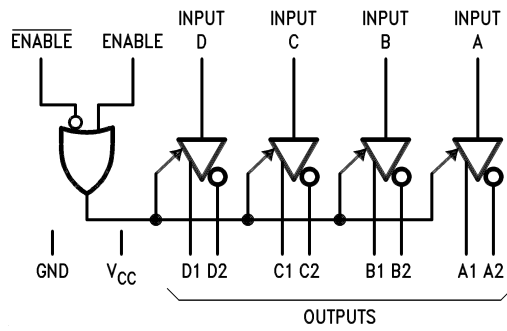 INPUT INPUT INPUT INPUT
ENABLE ENABLE D C B A
GND VCC D1 D2 C1 C2 B1 B2 A1 A2
OUTPUTS